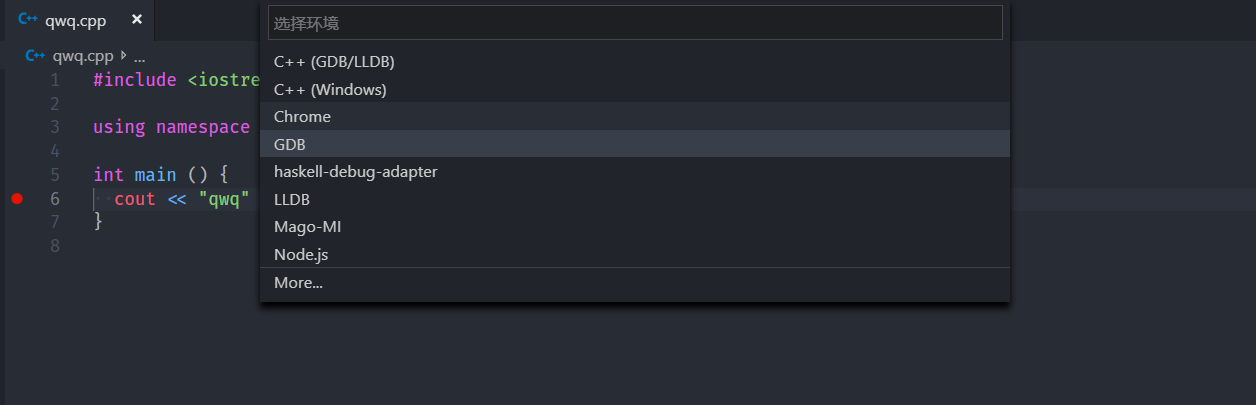 C++ qwq.cpp ×
C++ qwq.cpp > ...
选择环境
C++ (GDB/LLDB)
C++ (Windows)
Chrome
GDB
haskell-debug-adapter
LLDB
Mago-MI
Node.js
More...
1 #include <iostre
2
3 using namespace
4
5 int main () {
6 cout << "qwq"
7 }
8